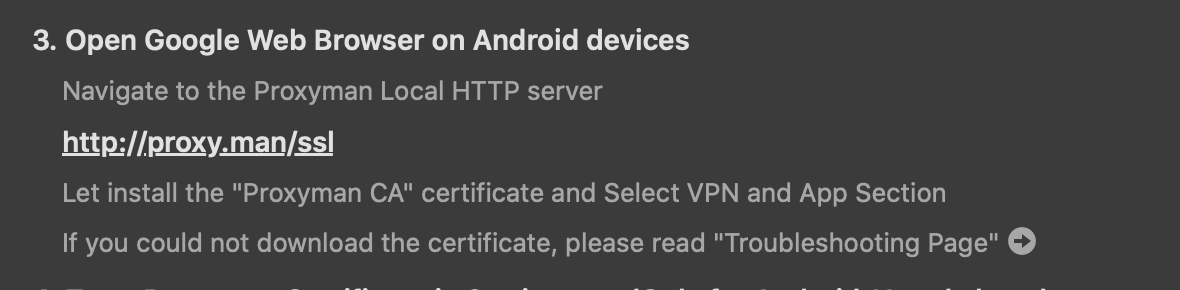 3. Open Google Web Browser on Android devices
Navigate to the Proxyman Local HTTP server
http://proxy.man/ssl
Let install the "Proxyman CA" certificate and Select VPN and App Section
If you could not download the certificate, please read "Troubleshooting Page"